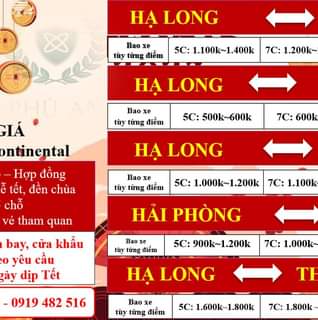 GIÁ
ontinental
– Hợp đồng
ễ tết, đền chùa
chỗ
vé tham quan
bay, cửa khẩu
eo yêu cầu
gày dịp Tết
- 0919 482 516
HẠ LONG
Bao xe
tùy từng điểm
5C: 1.100k~1.400k
7C: 1.200k~
HẠ LONG
Bao xe
tùy từng điểm
5C: 500k~600k
7C: 600k
HẠ LONG
Bao xe
tùy từng điểm
5C: 1.000k~1.200k
7C: 1.100k~
HẢI PHÒNG
Bao xe
tùy từng điểm
5C: 900k~1.200k
7C: 1.000k~
HẠ LONG
TH
Bao xe
tùy từng điểm
5C: 1.600k~1.800k
7C: 1.800k~